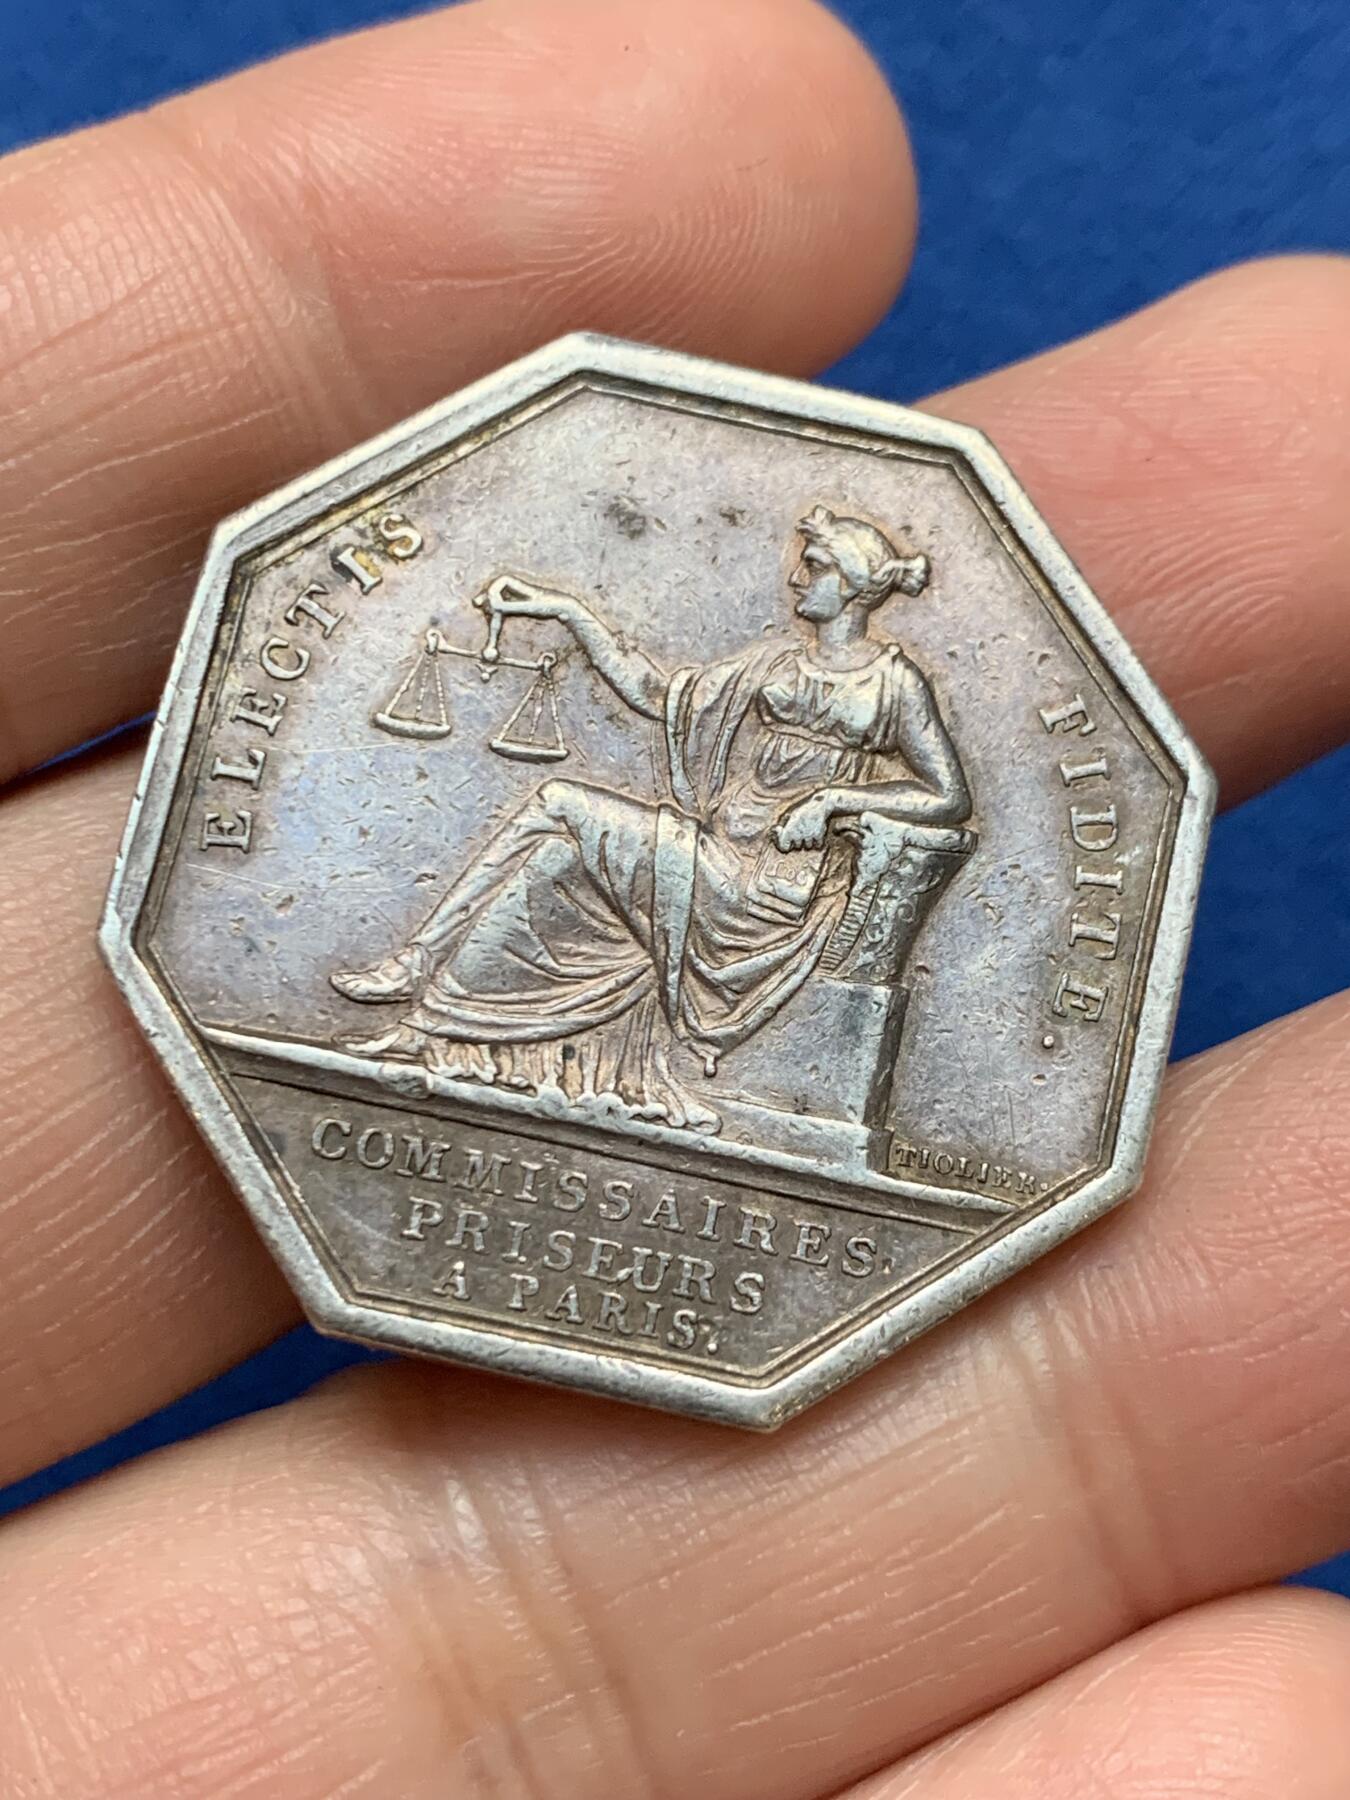 ELECTIS FIDITE.
TIOLIER.
COMMISSAIRES.
PRISEURS
A PARIS.